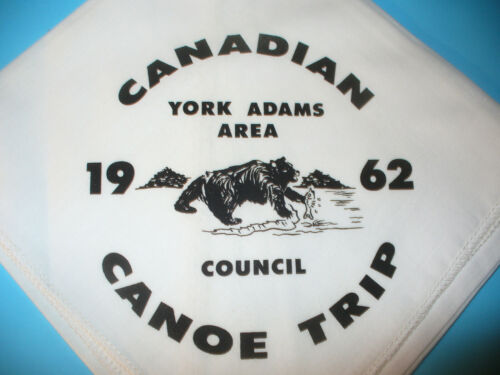 CANADIAN
YORK ADAMS
AREA
19 62
COUNCIL
CANOE TRIP